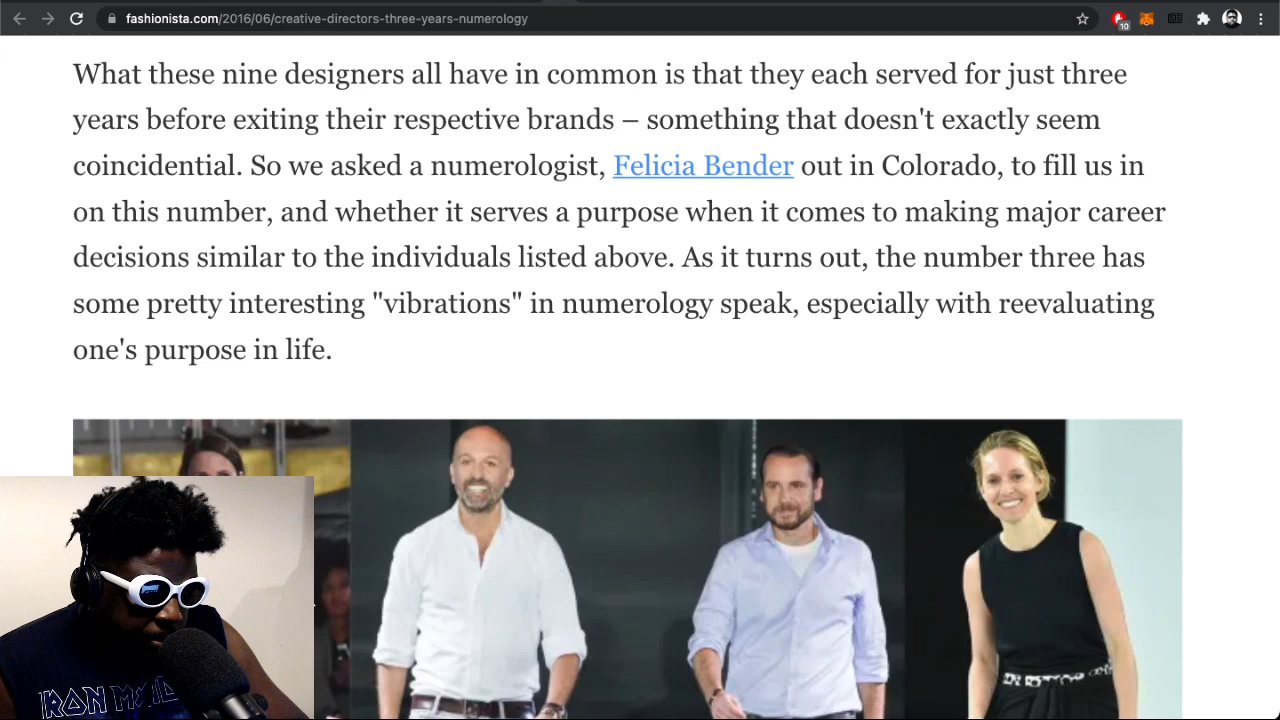 fashionista.com/2016/06/creative-directors-three-years-numerology
10
What these nine designers all have in common is that they each served for just three
years before exiting their respective brands – something that doesn't exactly seem
coincidential. So we asked a numerologist, Felicia Bender out in Colorado, to fill us in
on this number, and whether it serves a purpose when it comes to making major career
decisions similar to the individuals listed above. As it turns out, the number three has
some pretty interesting "vibrations" in numerology speak, especially with reevaluating
one's purpose in life.
IRON MAIDEN